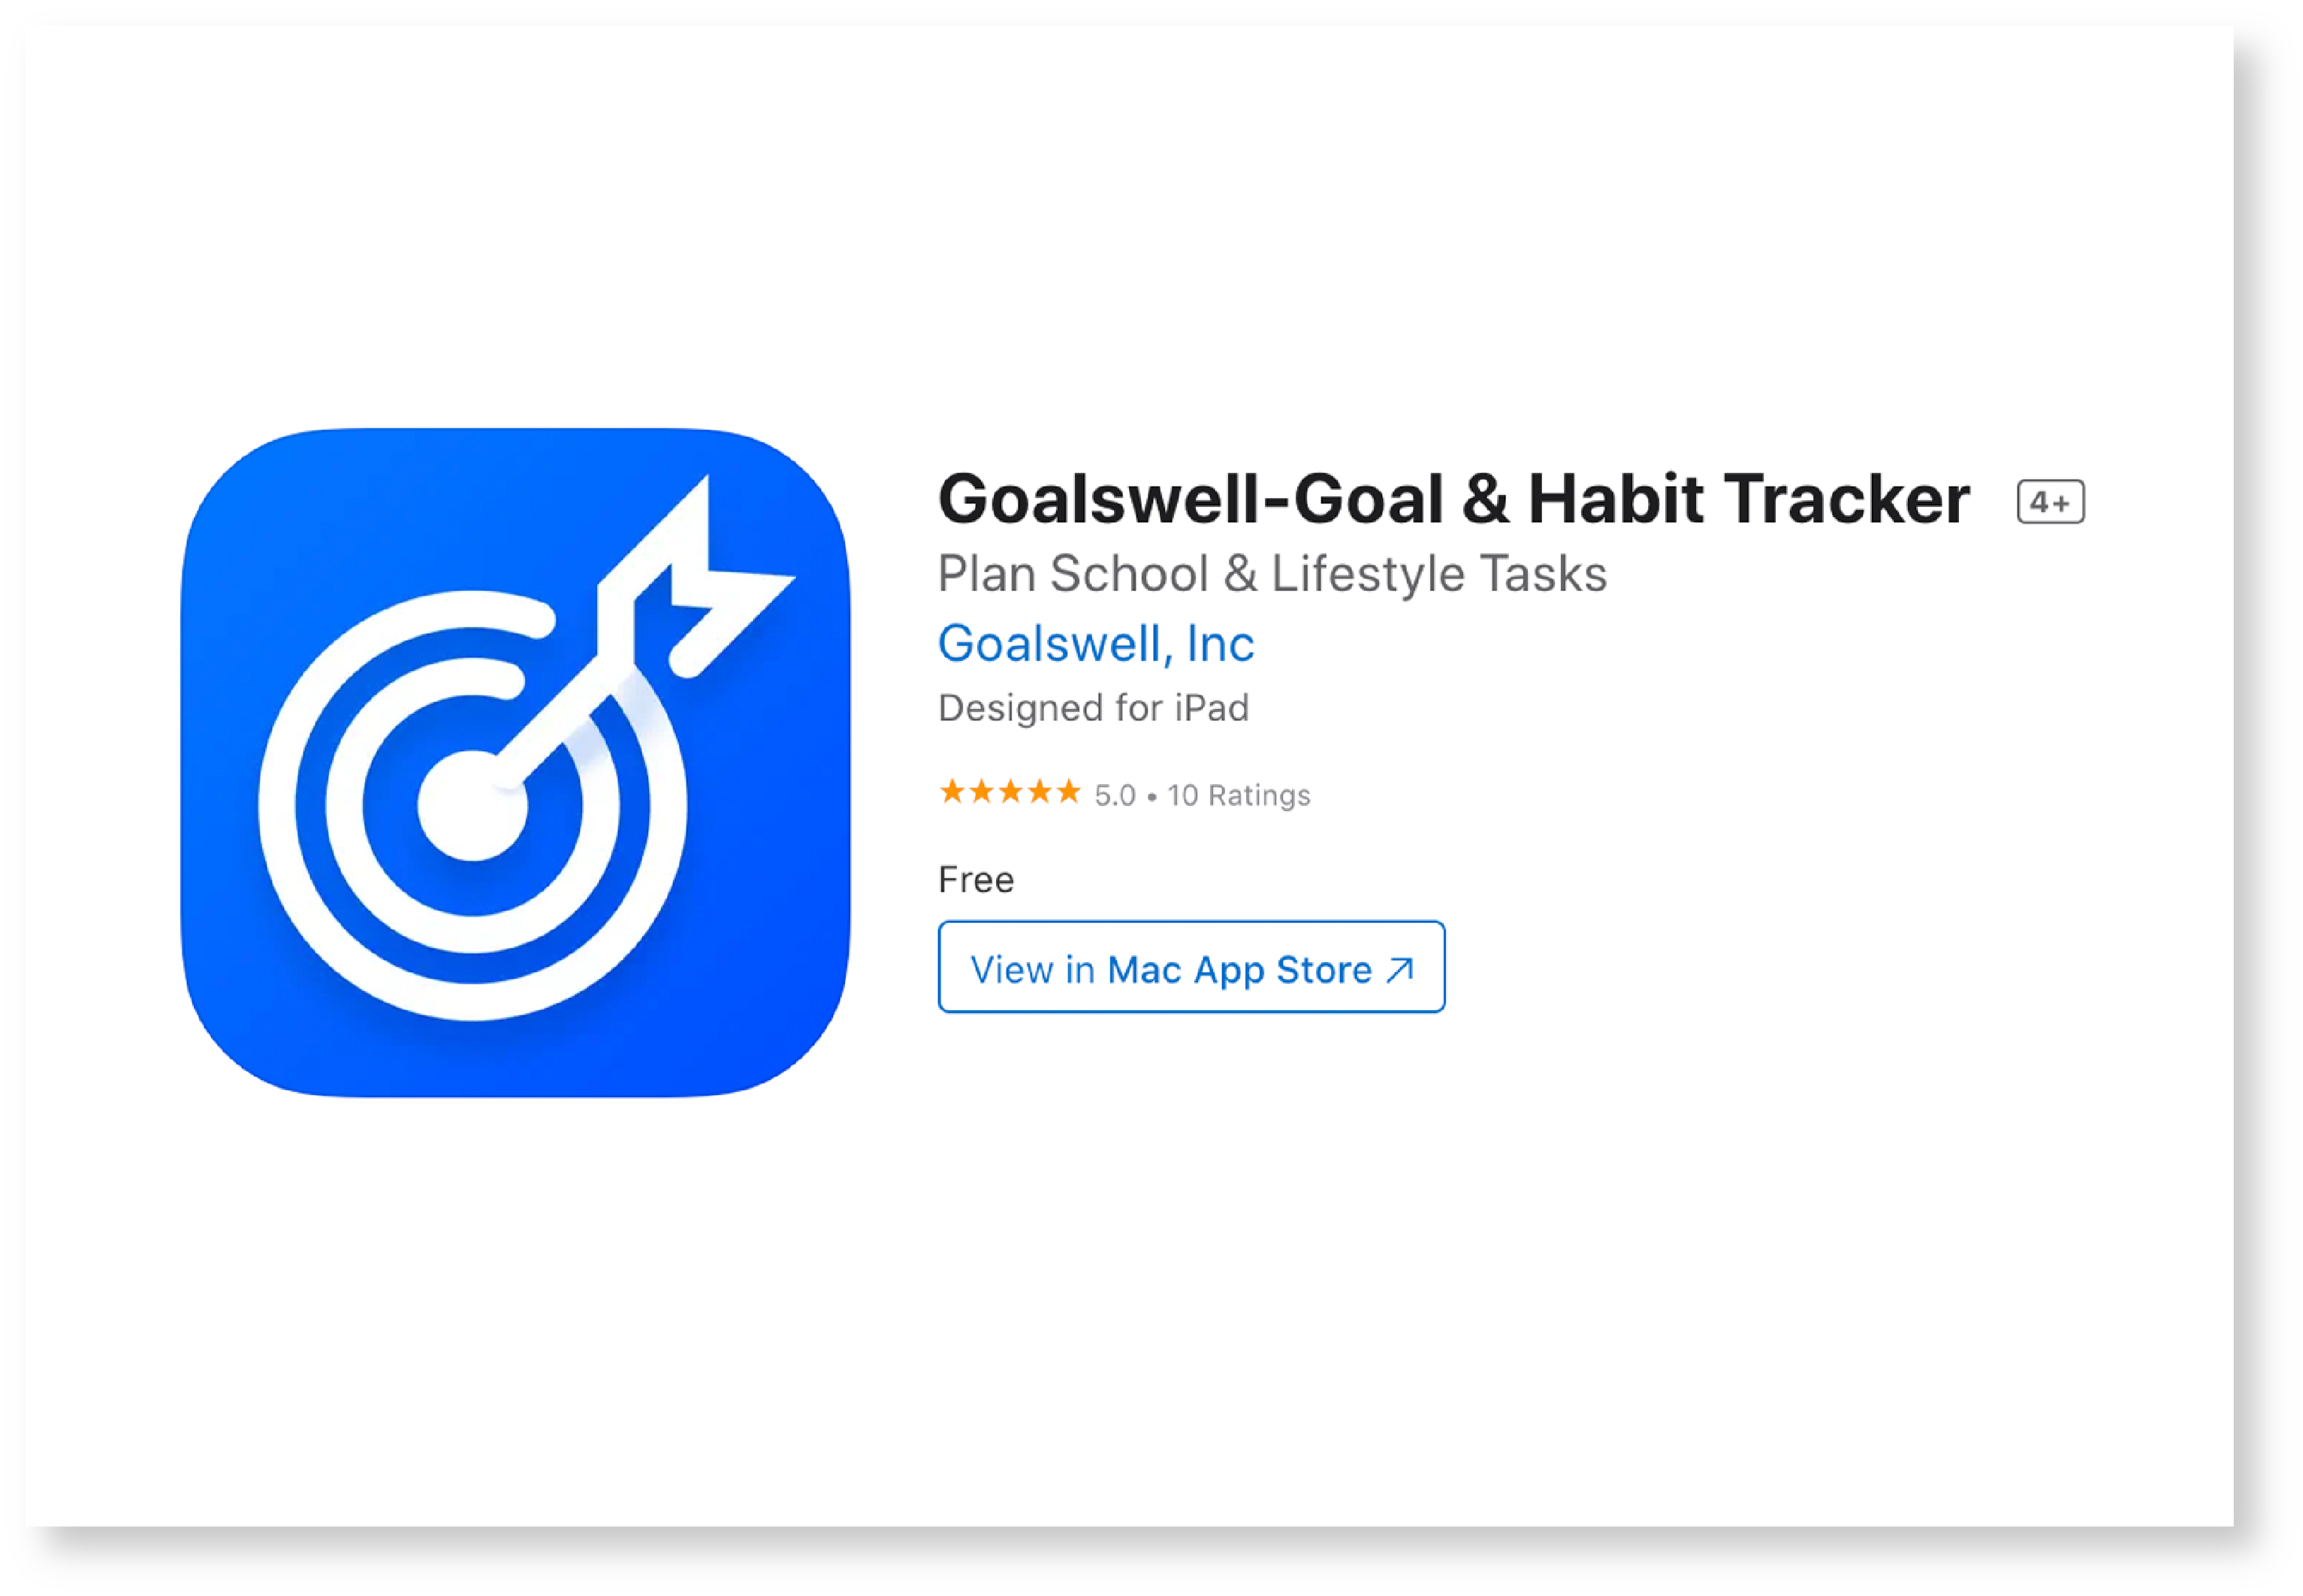 Goalswell-Goal & Habit Tracker 4+
Plan School & Lifestyle Tasks
Goalswell, Inc
Designed for iPad
★★★★★ 5.0 • 10 Ratings
Free
View in Mac App Store ↗